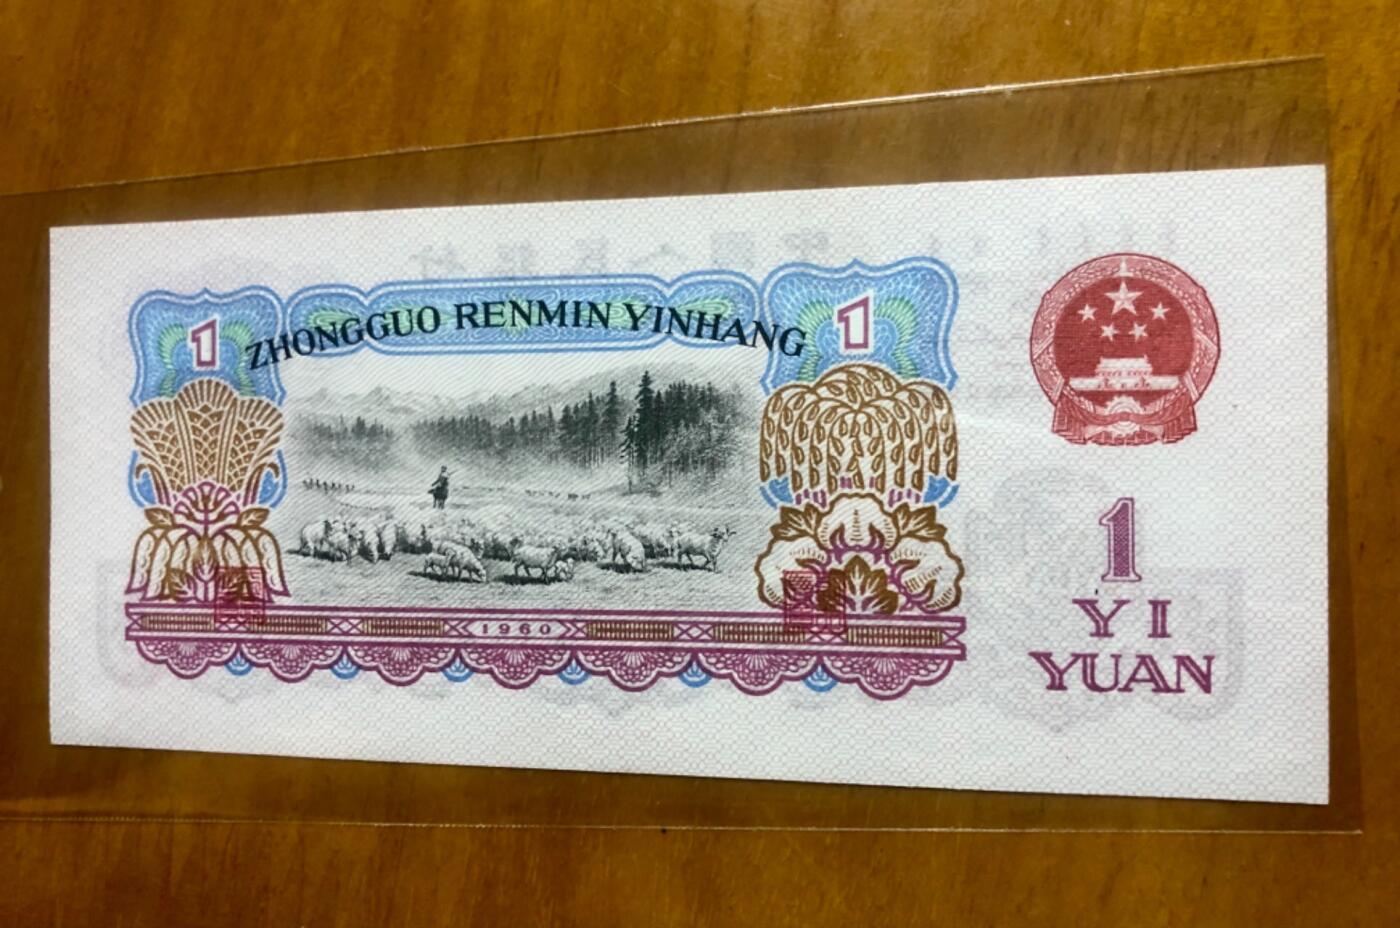 1
ZHONGGUO RENMIN YINHANG
1
1960
1
YI
YUAN